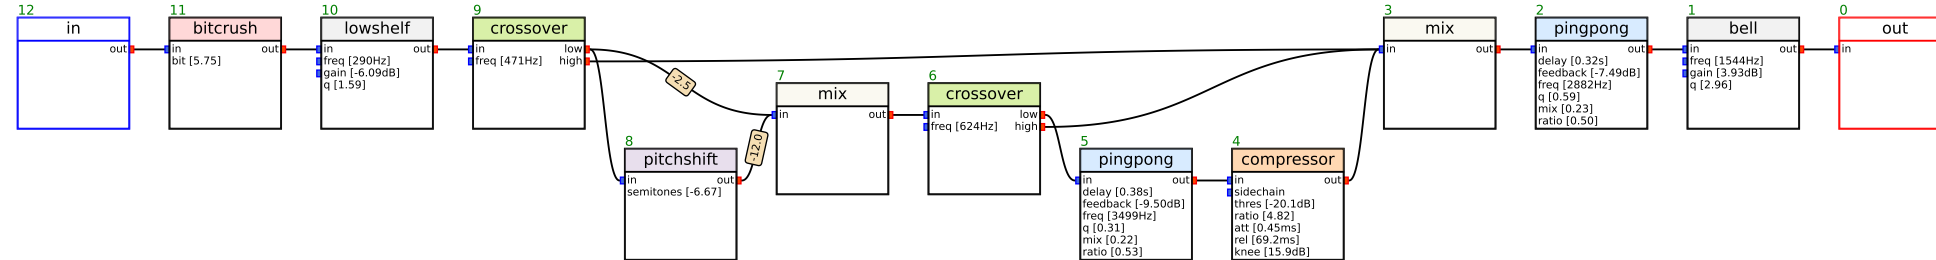 12
in
out
11
bitcrush
in
out
bit [5.75]
10
lowshelf
in
out
freq [290Hz]
gain [-6.09dB]
q [1.59]
9
crossover
in
low
freq [471Hz]
high
-2.5
8
pitchshift
in
out
semitones [-6.67]
-12.0
7
mix
in
out
6
crossover
in
low
freq [624Hz]
high
5
pingpong
in
out
delay [0.38s]
feedback [-9.50dB]
freq [3499Hz]
q [0.31]
mix [0.22]
ratio [0.53]
4
compressor
in
out
sidechain
thres [-20.1dB]
ratio [4.82]
att [0.45ms]
rel [69.2ms]
knee [15.9dB]
3
mix
in
out
2
pingpong
in
out
delay [0.32s]
feedback [-7.49dB]
freq [2882Hz]
q [0.59]
mix [0.23]
ratio [0.50]
1
bell
in
out
freq [1544Hz]
gain [3.93dB]
q [2.96]
0
out
in